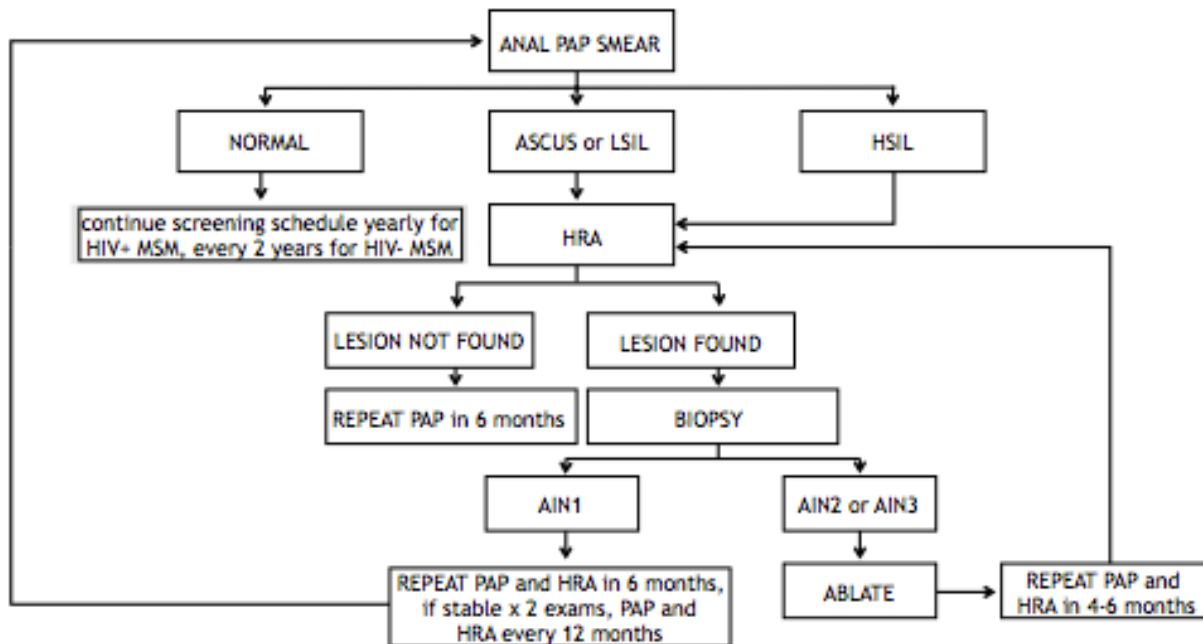 ANAL PAP SMEAR
NORMAL
ASCUS or LSIL
HSIL
continue screening schedule yearly for
HIV+ MSM, every 2 years for HIV- MSM
HRA
LESION NOT FOUND
LESION FOUND
REPEAT PAP in 6 months
BIOPSY
AIN1
AIN2 or AIN3
REPEAT PAP and HRA in 6 months,
if stable x 2 exams, PAP and
HRA every 12 months
ABLATE
REPEAT PAP and
HRA in 4-6 months